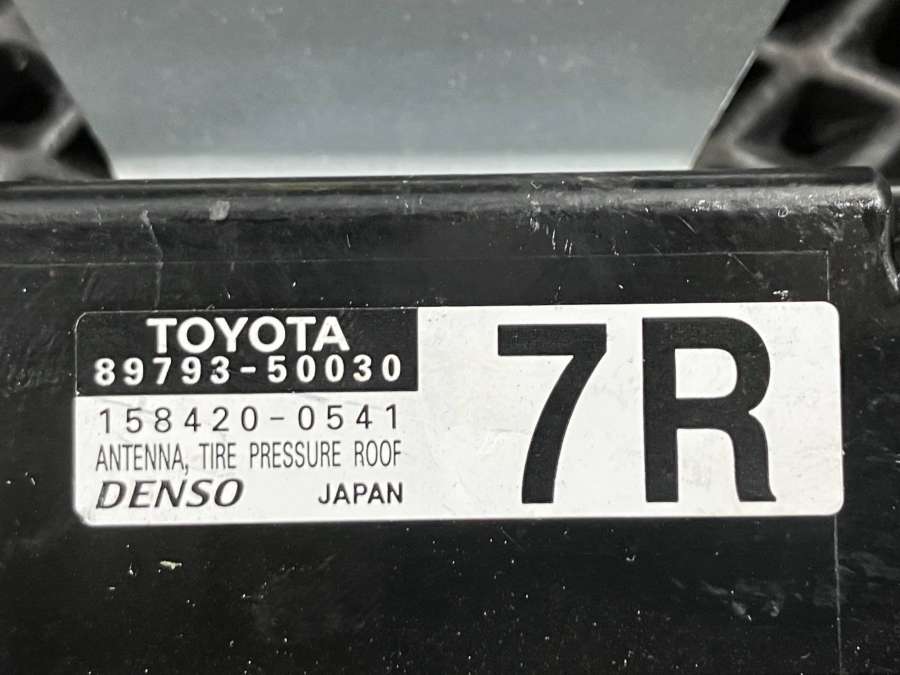 TOYOTA
89793-50030
158420-0541
ANTENNA, TIRE PRESSURE ROOF
DENSO JAPAN
7R